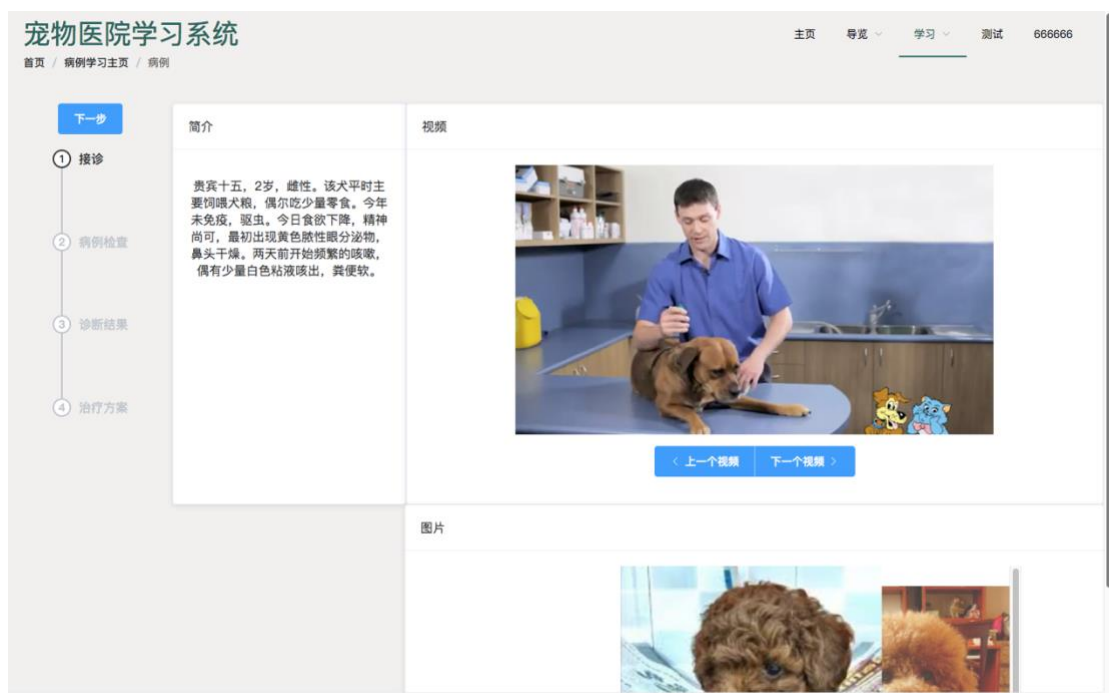 宠物医院学习系统
主页 导览 学习 测试 666666
首页 / 病例学习主页 / 病例
下一步
1 接诊
2 病例检查
3 诊断结果
4 治疗方案
简介
贵宾十五，2岁，雌性。该犬平时主
要饲喂犬粮，偶尔吃少量零食。今年
未免疫，驱虫。今日食欲下降，精神
尚可，最初出现黄色脓性眼分泌物，
鼻头干燥。两天前开始频繁的咳嗽，
偶有少量白色粘液咳出，粪便软。
视频
< 上一个视频 下一个视频 >
图片